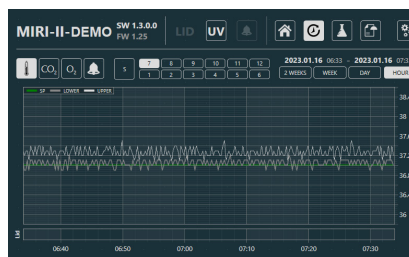 MIRI-II-DEMO SW 1.3.0.0 FW 1.25 LID UV
CO₂ O₂ S 7 8 9 10 11 12 2023.01.16 06:33 - 2023.01.16
1 2 3 4 5 6 2 WEEKS WEEK DAY HOUR
SP LOWER UPPER
38
37.2
36
Lid
06:40 06:50 07:00 07:10 07:20 07:30